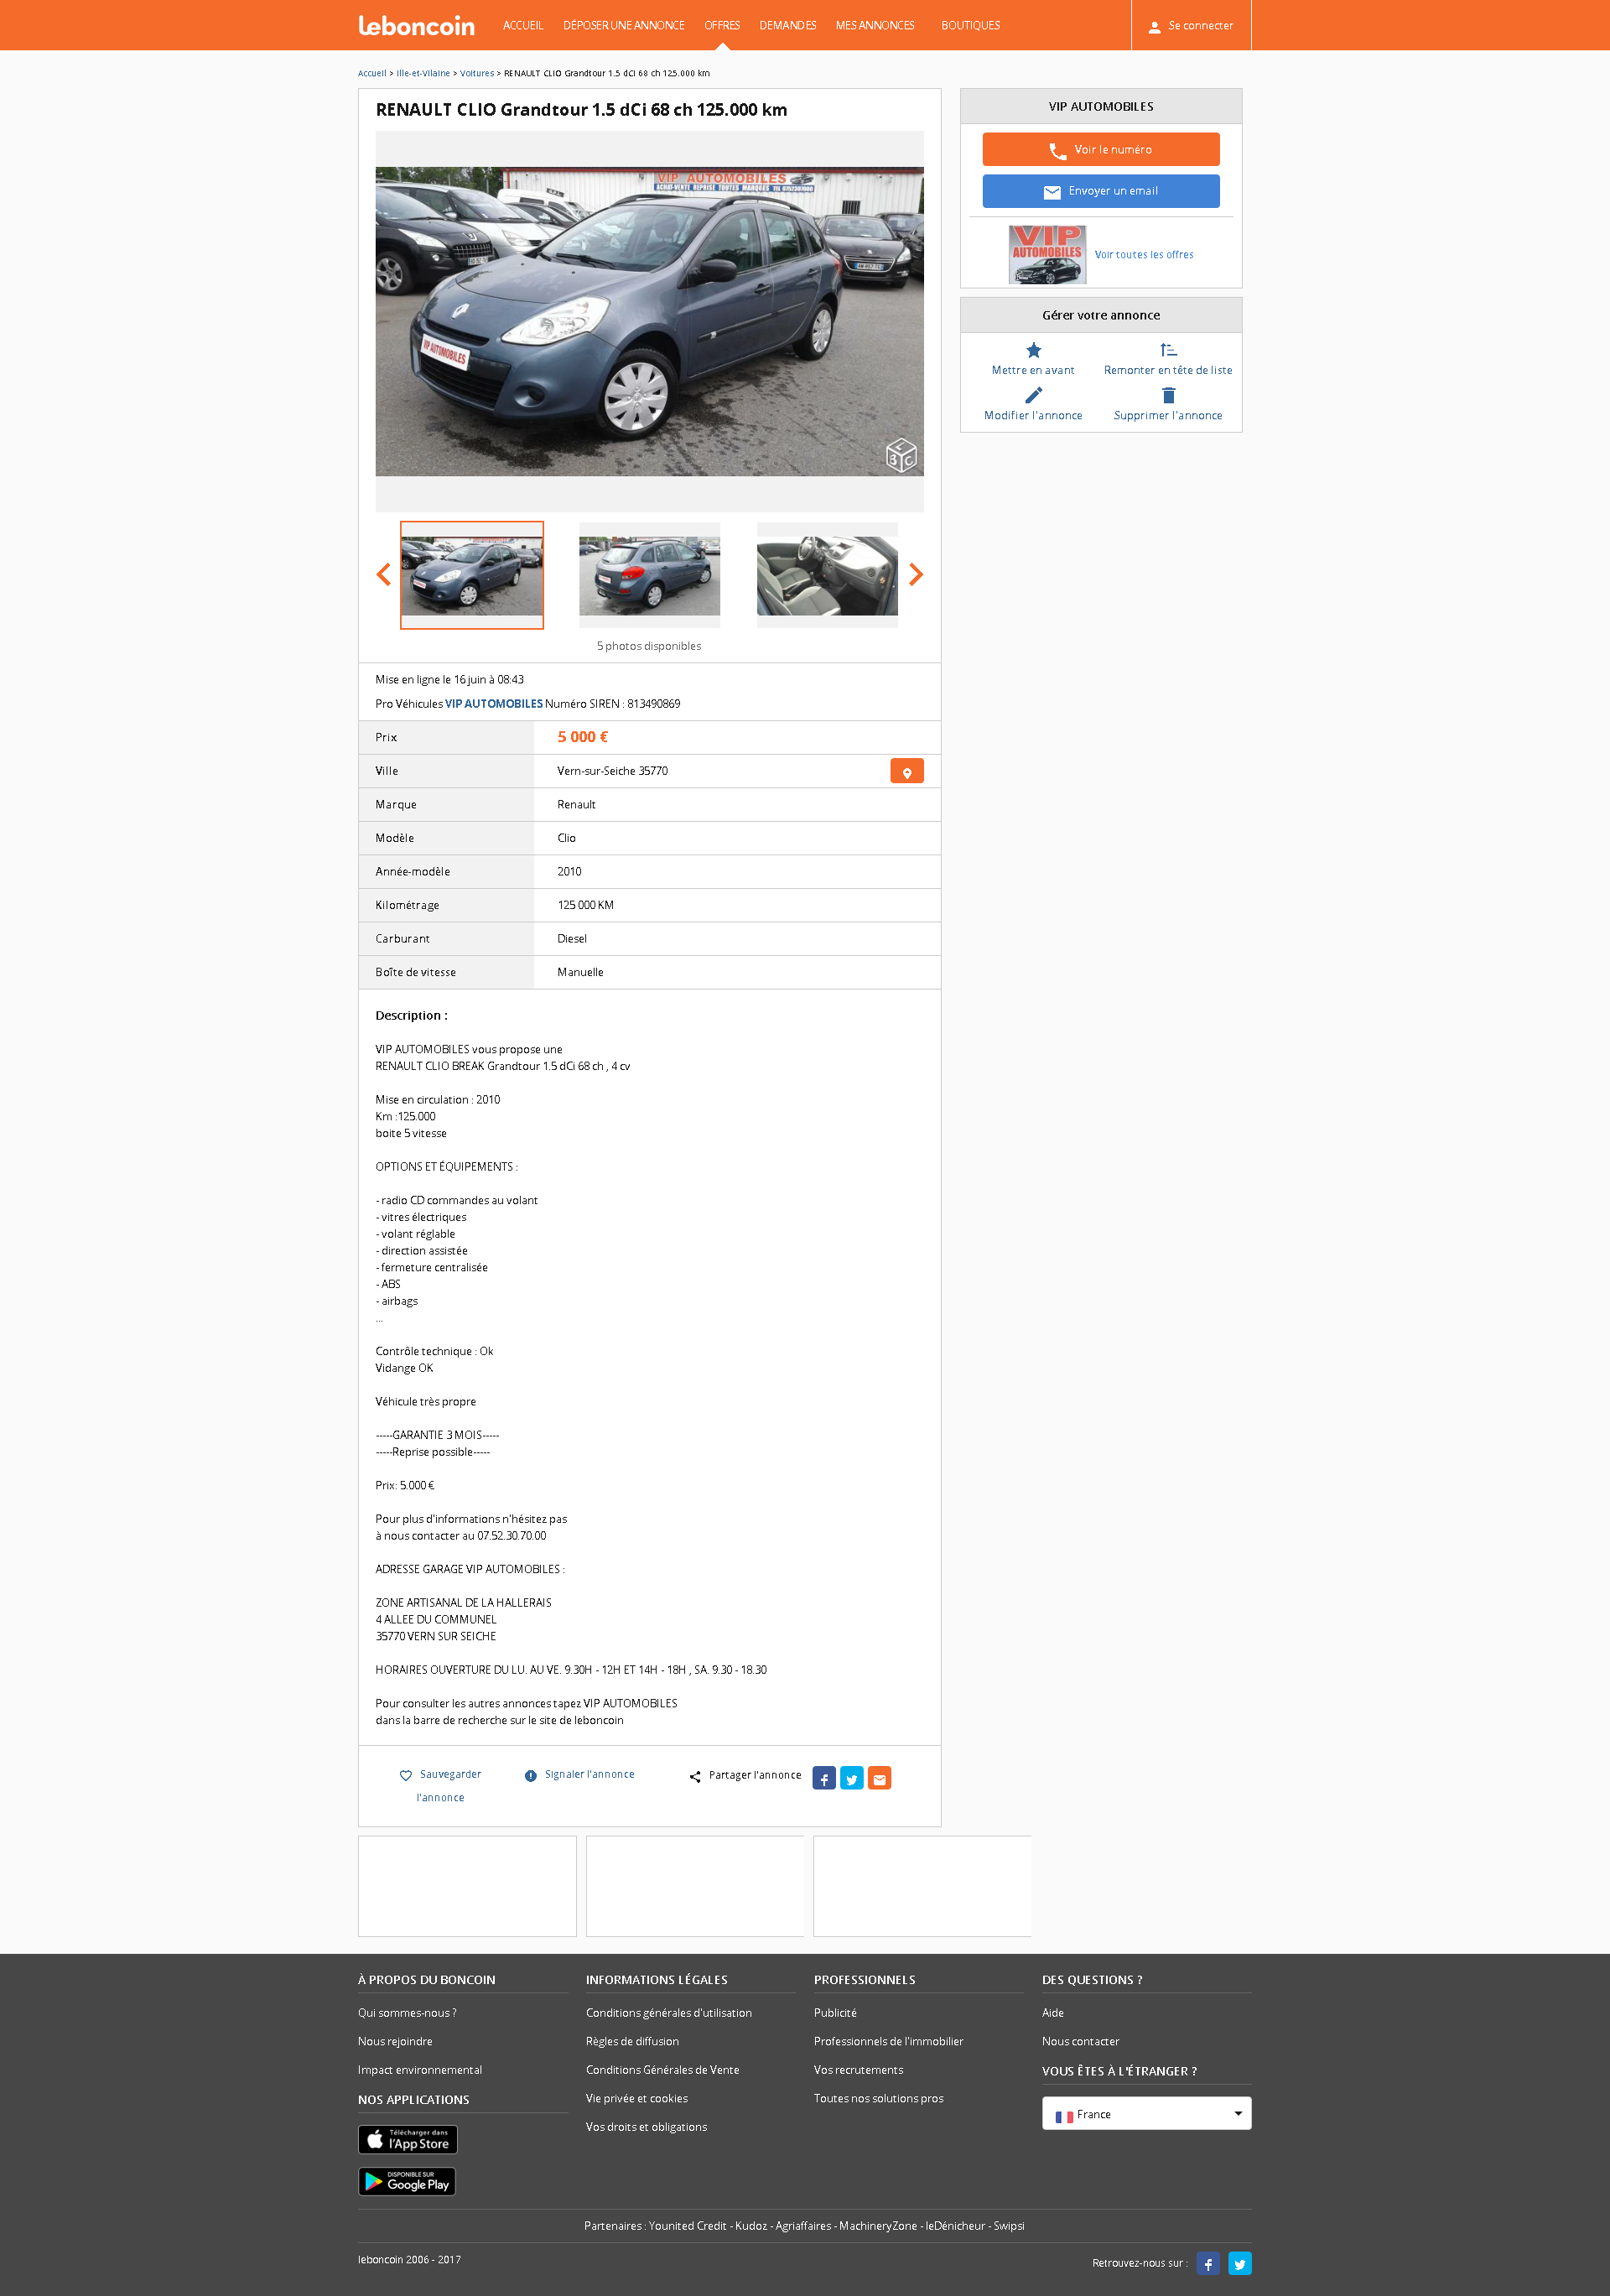 leboncoin ACCUEIL DÉPOSER UNE ANNONCE OFFRES DEMANDES MES ANNONCES BOUTIQUES Se connecter
Accueil > Ille-et-Vilaine > Voitures > RENAULT CLIO Grandtour 1.5 dCi 68 ch 125.000 km
RENAULT CLIO Grandtour 1.5 dCi 68 ch 125.000 km
VIP AUTOMOBILES
ACHAT-VENTE REPRISE TOUTES MARQUES
VIP AUTOMOBILES
LBC
5 photos disponibles
Mise en ligne le 16 juin à 08:43
Pro Véhicules VIP AUTOMOBILES Numéro SIREN : 813490869
Prix 5 000 €
Ville Vern-sur-Seiche 35770
Marque Renault
Modèle Clio
Année-modèle 2010
Kilométrage 125 000 KM
Carburant Diesel
Boîte de vitesse Manuelle
Description :
VIP AUTOMOBILES vous propose une
RENAULT CLIO BREAK Grandtour 1.5 dCi 68 ch , 4 cv
Mise en circulation : 2010
Km :125.000
boite 5 vitesse
OPTIONS ET ÉQUIPEMENTS :
- radio CD commandes au volant
- vitres électriques
- volant réglable
- direction assistée
- fermeture centralisée
- ABS
- airbags
...
Contrôle technique : Ok
Vidange OK
Véhicule très propre
-----GARANTIE 3 MOIS-----
-----Reprise possible-----
Prix: 5.000 €
Pour plus d'informations n'hésitez pas
à nous contacter au 07.52.30.70.00
ADRESSE GARAGE VIP AUTOMOBILES :
ZONE ARTISANAL DE LA HALLERAIS
4 ALLEE DU COMMUNEL
35770 VERN SUR SEICHE
HORAIRES OUVERTURE DU LU. AU VE. 9.30H - 12H ET 14H - 18H , SA. 9.30 - 18.30
Pour consulter les autres annonces tapez VIP AUTOMOBILES
dans la barre de recherche sur le site de leboncoin
Sauvegarder
l'annonce
Signaler l'annonce
Partager l'annonce
VIP AUTOMOBILES
Voir le numéro
Envoyer un email
VIP
AUTOMOBILES
Voir toutes les offres
Gérer votre annonce
Mettre en avant
Remonter en tête de liste
Modifier l'annonce
Supprimer l'annonce
À PROPOS DU BONCOIN
Qui sommes-nous ?
Nous rejoindre
Impact environnemental
NOS APPLICATIONS
Télécharger dans
l'App Store
DISPONIBLE SUR
Google Play
INFORMATIONS LÉGALES
Conditions générales d'utilisation
Règles de diffusion
Conditions Générales de Vente
Vie privée et cookies
Vos droits et obligations
PROFESSIONNELS
Publicité
Professionnels de l'immobilier
Vos recrutements
Toutes nos solutions pros
DES QUESTIONS ?
Aide
Nous contacter
VOUS ÊTES À L'ÉTRANGER ?
France
Partenaires : Younited Credit - Kudoz - Agriaffaires - MachineryZone - leDénicheur - Swipsi
leboncoin 2006 - 2017
Retrouvez-nous sur :